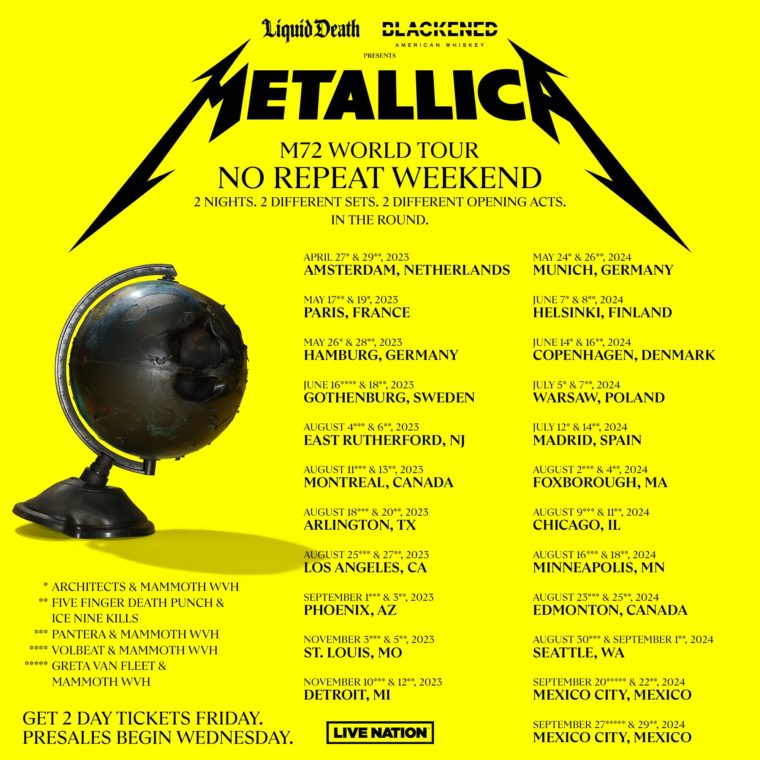 Liquid Death BLACKENED
AMERICAN WHISKEY
PRESENTS
METALLICA
M72 WORLD TOUR
NO REPEAT WEEKEND
2 NIGHTS. 2 DIFFERENT SETS. 2 DIFFERENT OPENING ACTS.
IN THE ROUND.
APRIL 27* & 29**, 2023
AMSTERDAM, NETHERLANDS
MAY 17** & 19*, 2023
PARIS, FRANCE
MAY 26* & 28**, 2023
HAMBURG, GERMANY
JUNE 16**** & 18**, 2023
GOTHENBURG, SWEDEN
AUGUST 4*** & 6**, 2023
EAST RUTHERFORD, NJ
AUGUST 11*** & 13**, 2023
MONTREAL, CANADA
AUGUST 18*** & 20**, 2023
ARLINGTON, TX
AUGUST 25*** & 27**, 2023
LOS ANGELES, CA
SEPTEMBER 1*** & 3**, 2023
PHOENIX, AZ
NOVEMBER 3*** & 5**, 2023
ST. LOUIS, MO
NOVEMBER 10*** & 12**, 2023
DETROIT, MI
MAY 24* & 26**, 2024
MUNICH, GERMANY
JUNE 7* & 8**, 2024
HELSINKI, FINLAND
JUNE 14* & 16**, 2024
COPENHAGEN, DENMARK
JULY 5* & 7**, 2024
WARSAW, POLAND
JULY 12* & 14**, 2024
MADRID, SPAIN
AUGUST 2*** & 4**, 2024
FOXBOROUGH, MA
AUGUST 9*** & 11**, 2024
CHICAGO, IL
AUGUST 16*** & 18**, 2024
MINNEAPOLIS, MN
AUGUST 23*** & 25**, 2024
EDMONTON, CANADA
AUGUST 30*** & SEPTEMBER 1**, 2024
SEATTLE, WA
SEPTEMBER 20***** & 22**, 2024
MEXICO CITY, MEXICO
SEPTEMBER 27***** & 29**, 2024
MEXICO CITY, MEXICO
* ARCHITECTS & MAMMOTH WVH
** FIVE FINGER DEATH PUNCH &
ICE NINE KILLS
*** PANTERA & MAMMOTH WVH
**** VOLBEAT & MAMMOTH WVH
***** GRETA VAN FLEET &
MAMMOTH WVH
GET 2 DAY TICKETS FRIDAY.
PRESALES BEGIN WEDNESDAY.
LIVE NATION